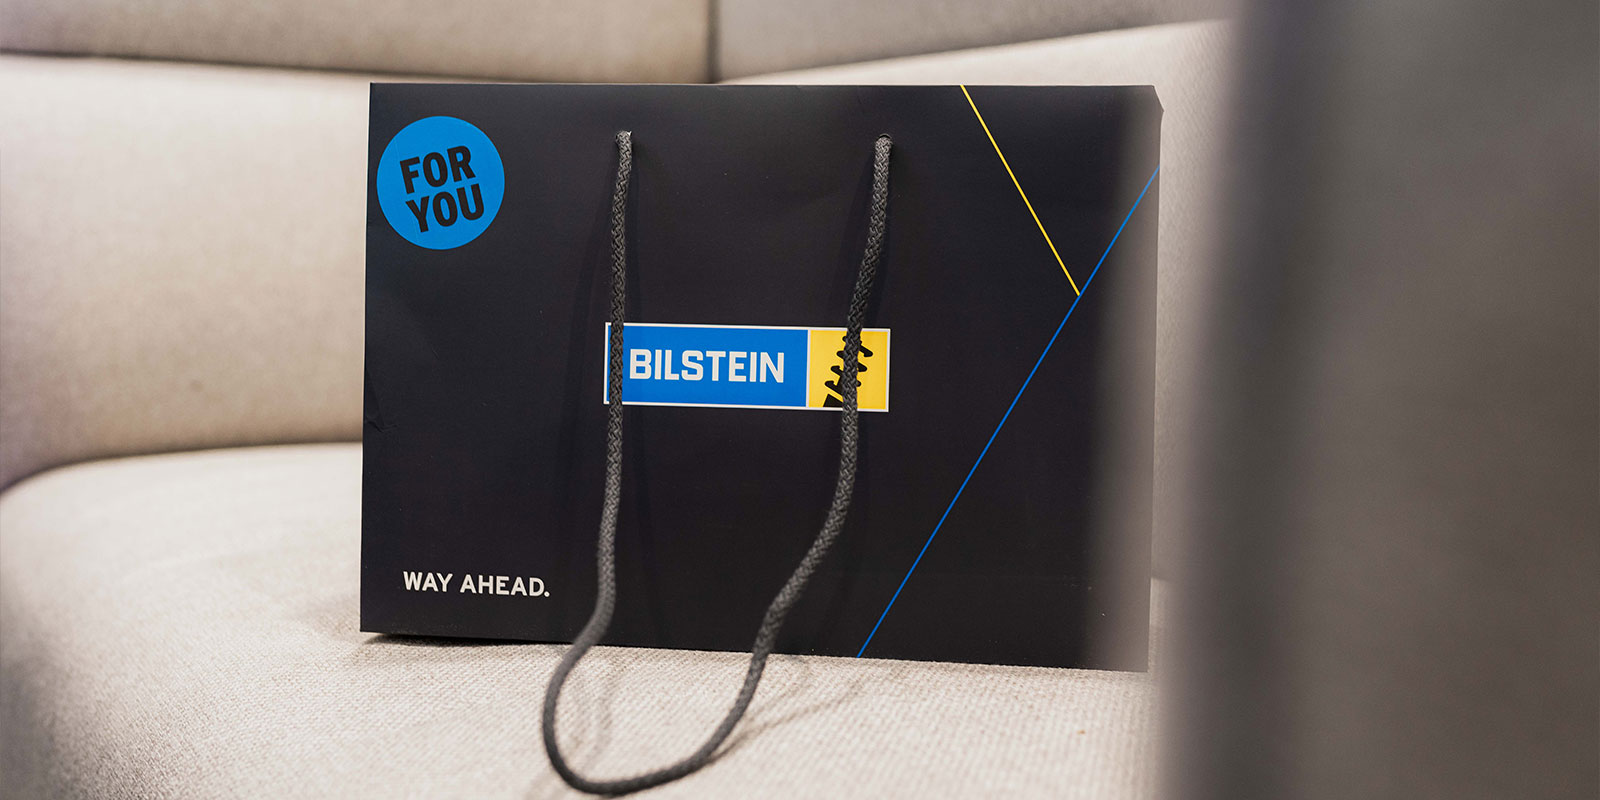 FOR
YOU
BILSTEIN
WAY AHEAD.